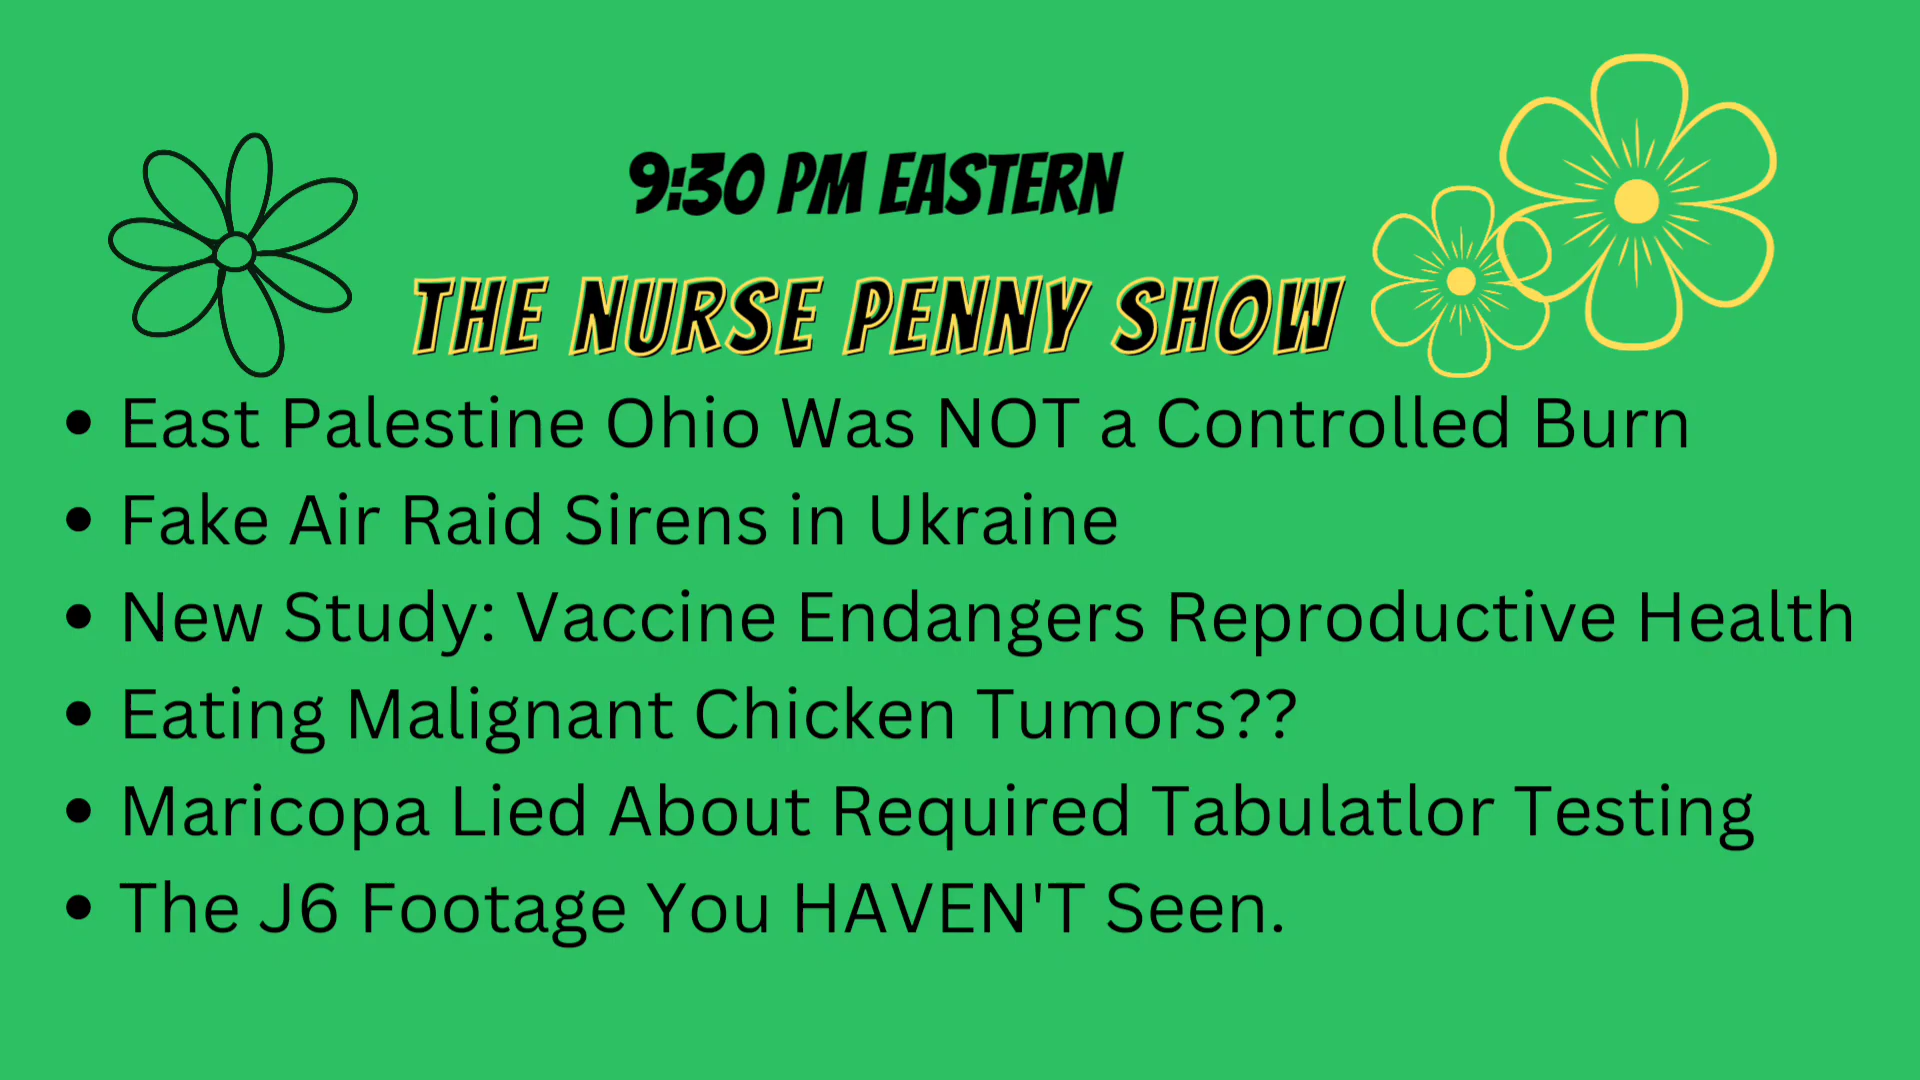 9:30 PM EASTERN
THE NURSE PENNY SHOW
• East Palestine Ohio Was NOT a Controlled Burn
• Fake Air Raid Sirens in Ukraine
• New Study: Vaccine Endangers Reproductive Health
• Eating Malignant Chicken Tumors??
• Maricopa Lied About Required Tabulatlor Testing
• The J6 Footage You HAVEN'T Seen.